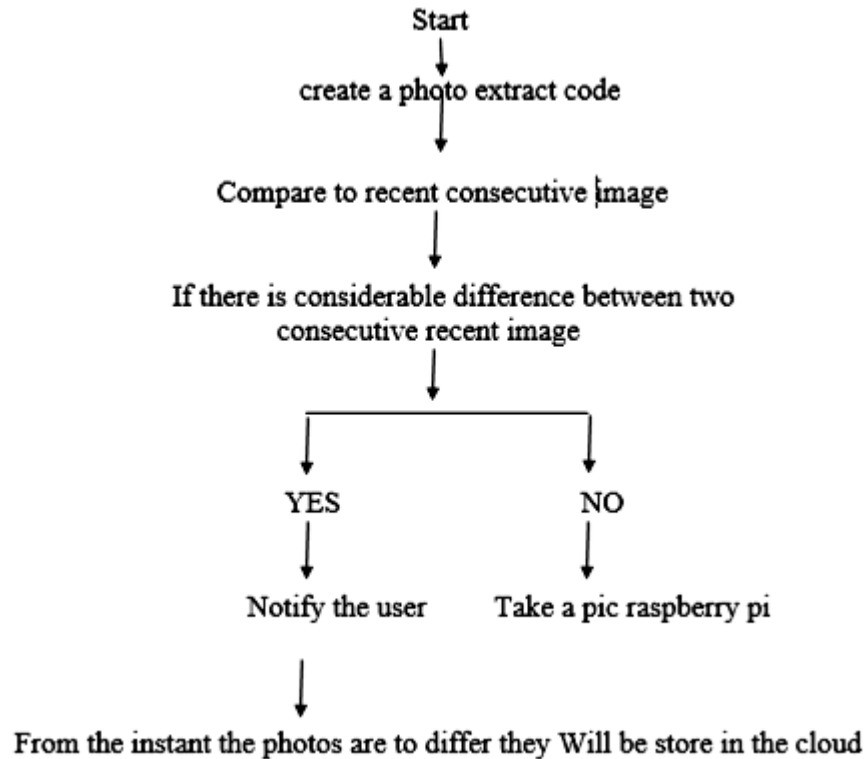 Start
create a photo extract code
Compare to recent consecutive image
If there is considerable difference between two
consecutive recent image
YES
NO
Notify the user
Take a pic raspberry pi
From the instant the photos are to differ they Will be store in the cloud